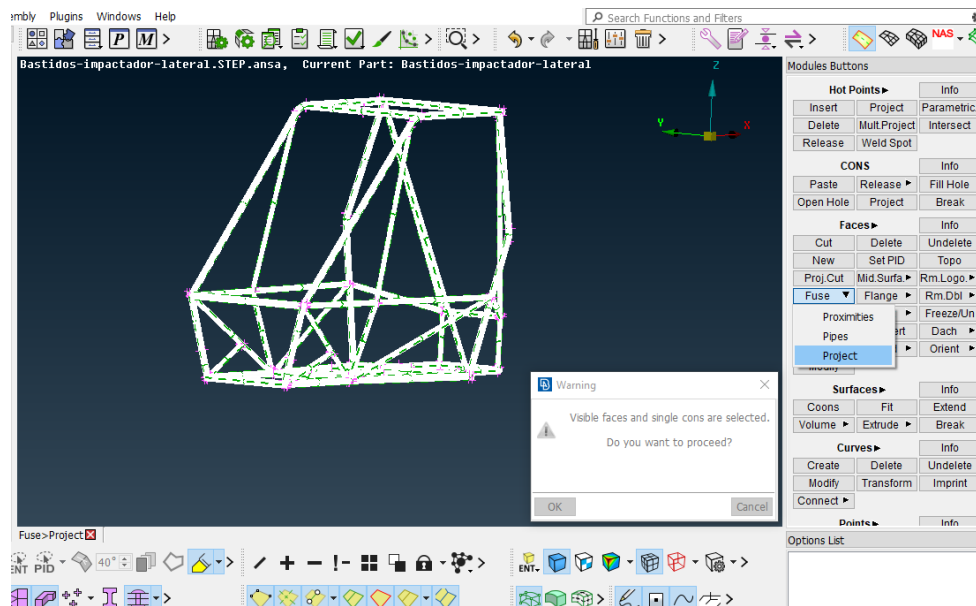 embly Plugins Windows Help
Search Functions and Filters
P M
NAS
Bastidos-impactador-lateral.STEP.ansa, Current Part: Bastidos-impactador-lateral
Z
Y
X
Modules Buttons
Hot Points Info
Insert Project Parametric.
Delete Mult.Project Intersect
Release Weld Spot
CONS Info
Paste Release Fill Hole
Open Hole Project Break
Faces Info
Cut Delete Undelete
New Set PID Topo
Proj.Cut Mid.Surfa. Rm.Logo.
Fuse Flange Rm.Dbl
Proximities Freeze/Un
Pipes ert Dach
Project Orient
Modify
Surfaces Info
Coons Fit Extend
Volume Extrude Break
Curves Info
Create Delete Undelete
Modify Transform Imprint
Connect
Points Info
Warning
Visible faces and single cons are selected.
Do you want to proceed?
OK Cancel
Fuse>Project
Options List
ENT PID 40° ENT.